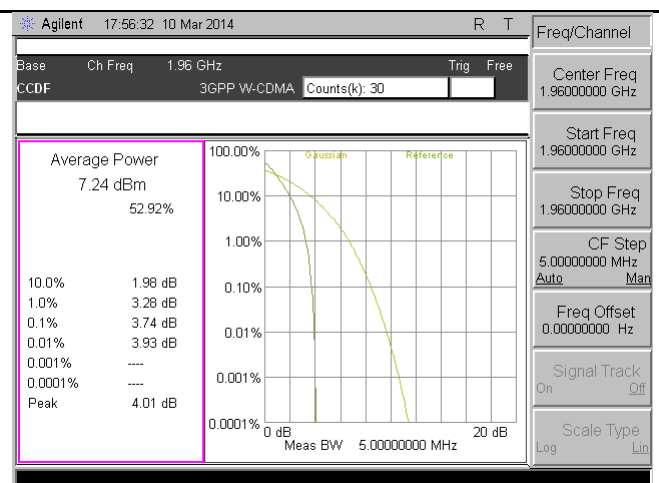 Agilent 17:56:32 10 Mar 2014 R T
Base Ch Freq 1.96 GHz Trig Free
CCDF 3GPP W-CDMA Counts(k): 30
Average Power
7.24 dBm
52.92%
10.0% 1.98 dB
1.0% 3.28 dB
0.1% 3.74 dB
0.01% 3.93 dB
0.001% ----
0.0001% ----
Peak 4.01 dB
Gaussian Reference
100.00%
10.00%
1.00%
0.10%
0.01%
0.001%
0.0001%
0 dB 20 dB
Meas BW 5.00000000 MHz
Freq/Channel
Center Freq
1.96000000 GHz
Start Freq
1.96000000 GHz
Stop Freq
1.96000000 GHz
CF Step
5.00000000 MHz
Auto Man
Freq Offset
0.00000000 Hz
Signal Track
On Off
Scale Type
Log Lin